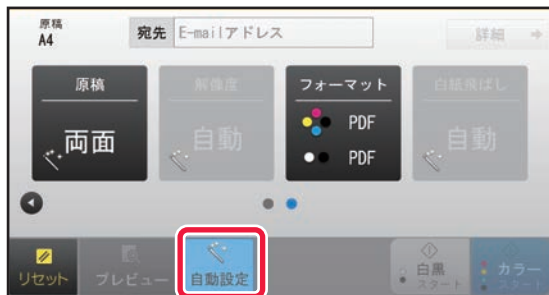 原稿
A4
宛先 E-mailアドレス
詳細
原稿
両面
解像度
自動
フォーマット
PDF
PDF
白紙飛ばし
自動
リセット
プレビュー
自動設定
白黒
スタート
カラー
スタート